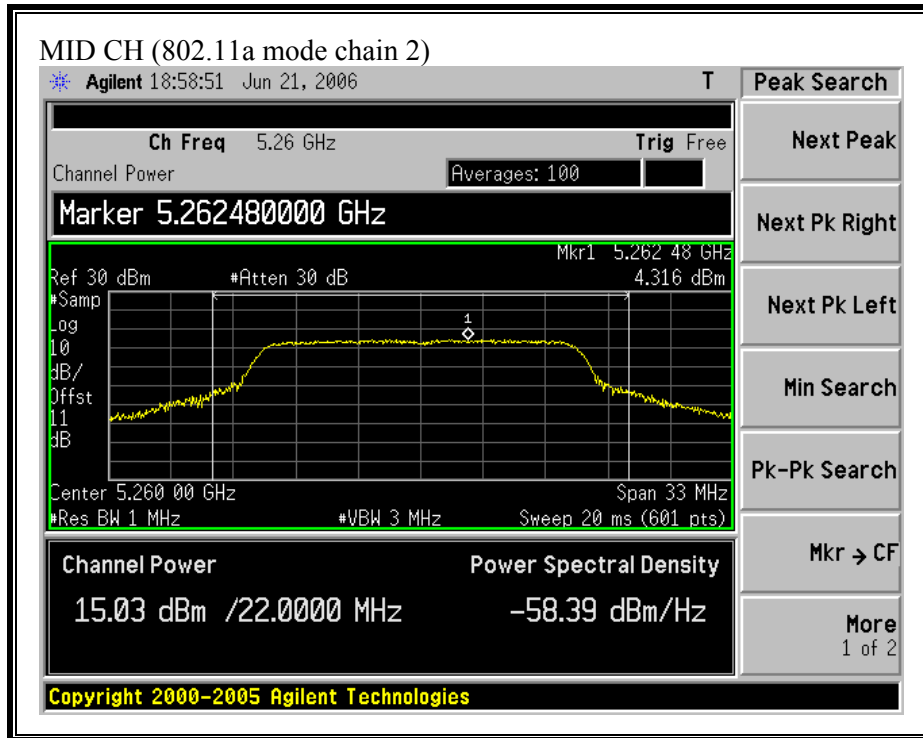 MID CH (802.11a mode chain 2)
Agilent 18:58:51 Jun 21, 2006 T
Peak Search
Ch Freq 5.26 GHz Trig Free
Channel Power Averages: 100
Marker 5.262480000 GHz
Mkr1 5.262 48 GHz
Ref 30 dBm #Atten 30 dB 4.316 dBm
#Samp
Log
10
dB/
Offst
11
dB
1
Center 5.260 00 GHz Span 33 MHz
#Res BW 1 MHz #VBW 3 MHz Sweep 20 ms (601 pts)
Channel Power Power Spectral Density
15.03 dBm /22.0000 MHz -58.39 dBm/Hz
Next Peak
Next Pk Right
Next Pk Left
Min Search
Pk-Pk Search
Mkr → CF
More
1 of 2
Copyright 2000-2005 Agilent Technologies